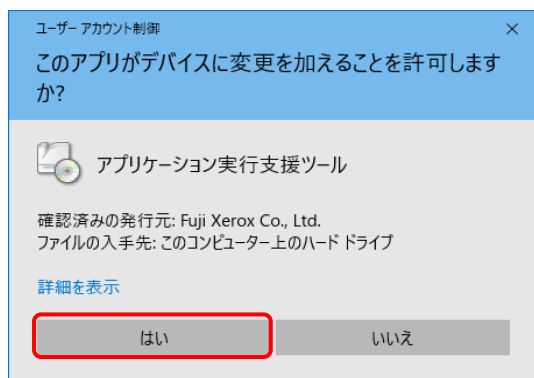 ユーザー アカウント制御
このアプリがデバイスに変更を加えることを許可します
か?
アプリケーション実行支援ツール
確認済みの発行元: Fuji Xerox Co., Ltd.
ファイルの入手先: このコンピューター上のハード ドライブ
詳細を表示
はい
いいえ